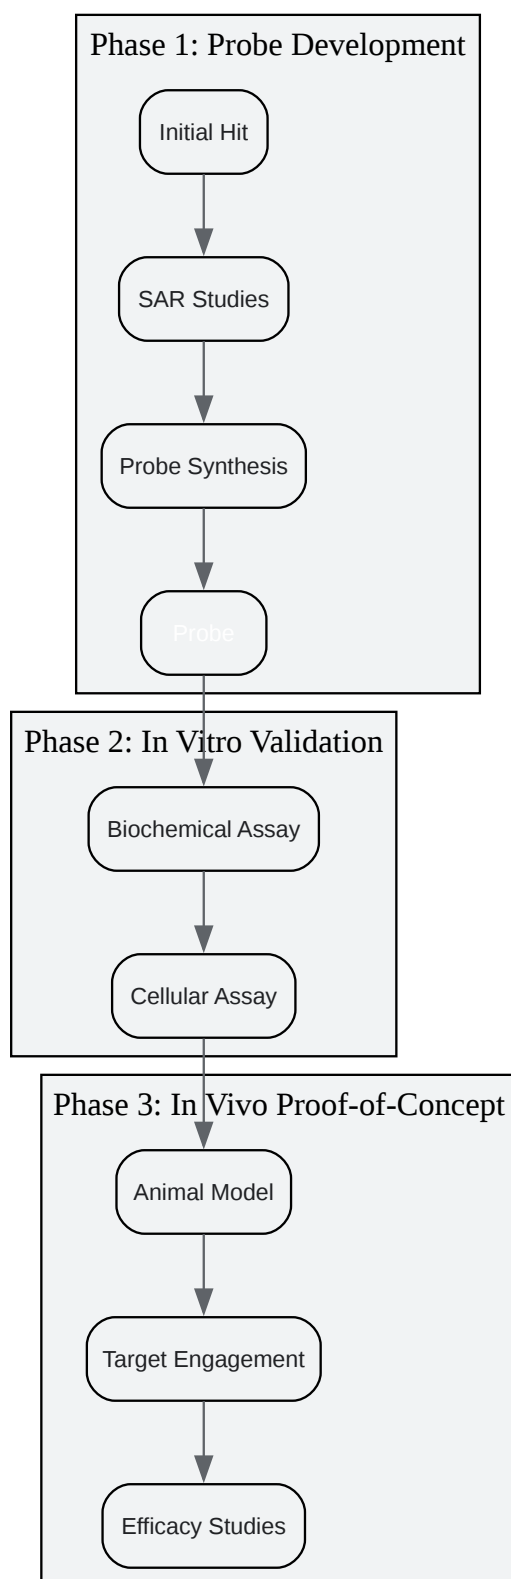 Phase 1: Probe Development
Initial Hit
SAR Studies
Probe Synthesis
Probe
Phase 2: In Vitro Validation
Biochemical Assay
Cellular Assay
Phase 3: In Vivo Proof-of-Concept
Animal Model
Target Engagement
Efficacy Studies